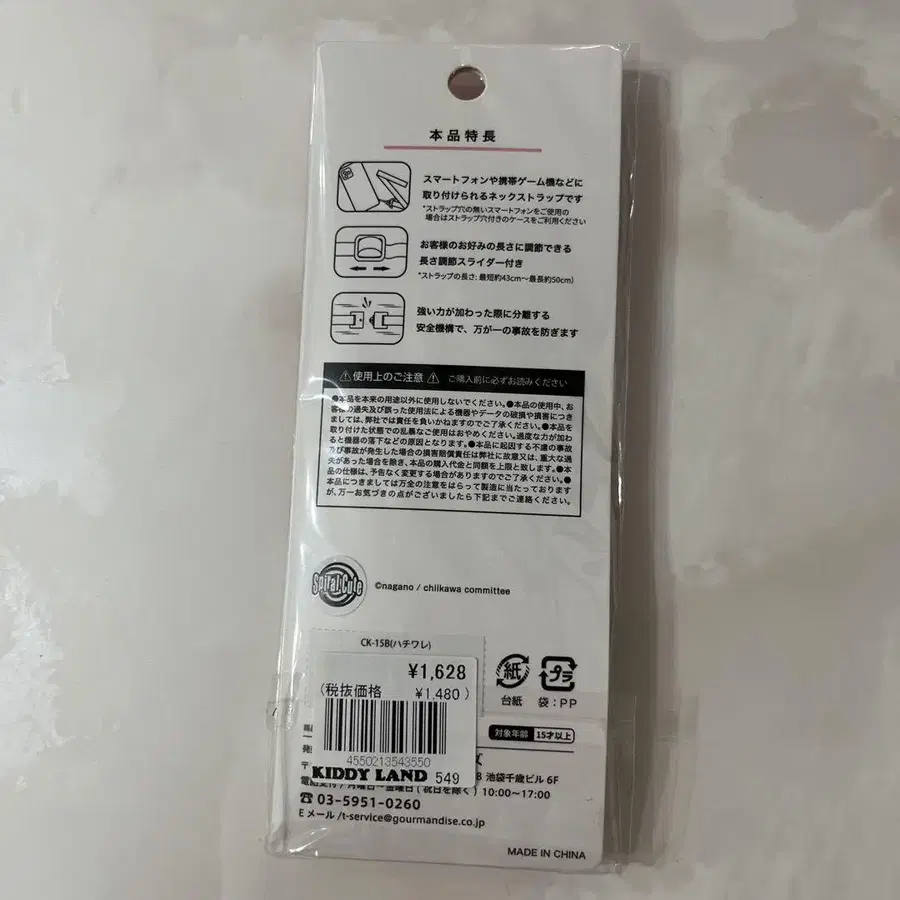 本品特長
スマートフォンや携帯ゲーム機などに
取り付けられるネックストラップです
*ストラップ穴の無いスマートフォンをご使用の
場合はストラップ穴付きのケースをご利用ください
お客様のお好みの長さに調節できる
長さ調節スライダー付き
*ストラップの長さ: 最短約43cm〜最長約50cm)
強い力が加わった際に分離する
安全機構で、万が一の事故を防ぎます
⚠使用上のご注意⚠ ご購入前に必ずお読みください
●本品を本来の用途以外に使用しないでください。●本品の使用中、お
客様の過失及び誤った使用法による機器やデータの破損や損害につき
ましては、弊社では責任を負いかねますのでご了承ください。●本品を
取り付けた状態での乱暴なご使用はおやめください。過度な力が加わ
ると機器の落下などの原因となります。●本品に起因する不慮の事故
及び事故が発生した場合の損害賠償責任は弊社に故意又は、重大な過
失があった場合を除き、本品の購入代金と同額を上限と致します。●本
品の仕様は、予告なく変更する場合がありますのでご了承ください。●
本品につきましては万全の注意をはらって製造に当たっております
が、万一お気づきの点がございましたら下記までご連絡ください。
Spiral Cute
©nagano / chiikawa committee
CK-15B(ハチワレ)
¥1,628
(税抜価格 ¥1,480)
4550213543550
KIDDY LAND 549
紙
台紙
プラ
袋:PP
対象年齢 15才以上
池袋千歳ビル 6F
月曜日〜金曜日(祝日を除く) 10:00〜17:00
☎03-5951-0260
Eメール/t-service@gourmandise.co.jp
MADE IN CHINA